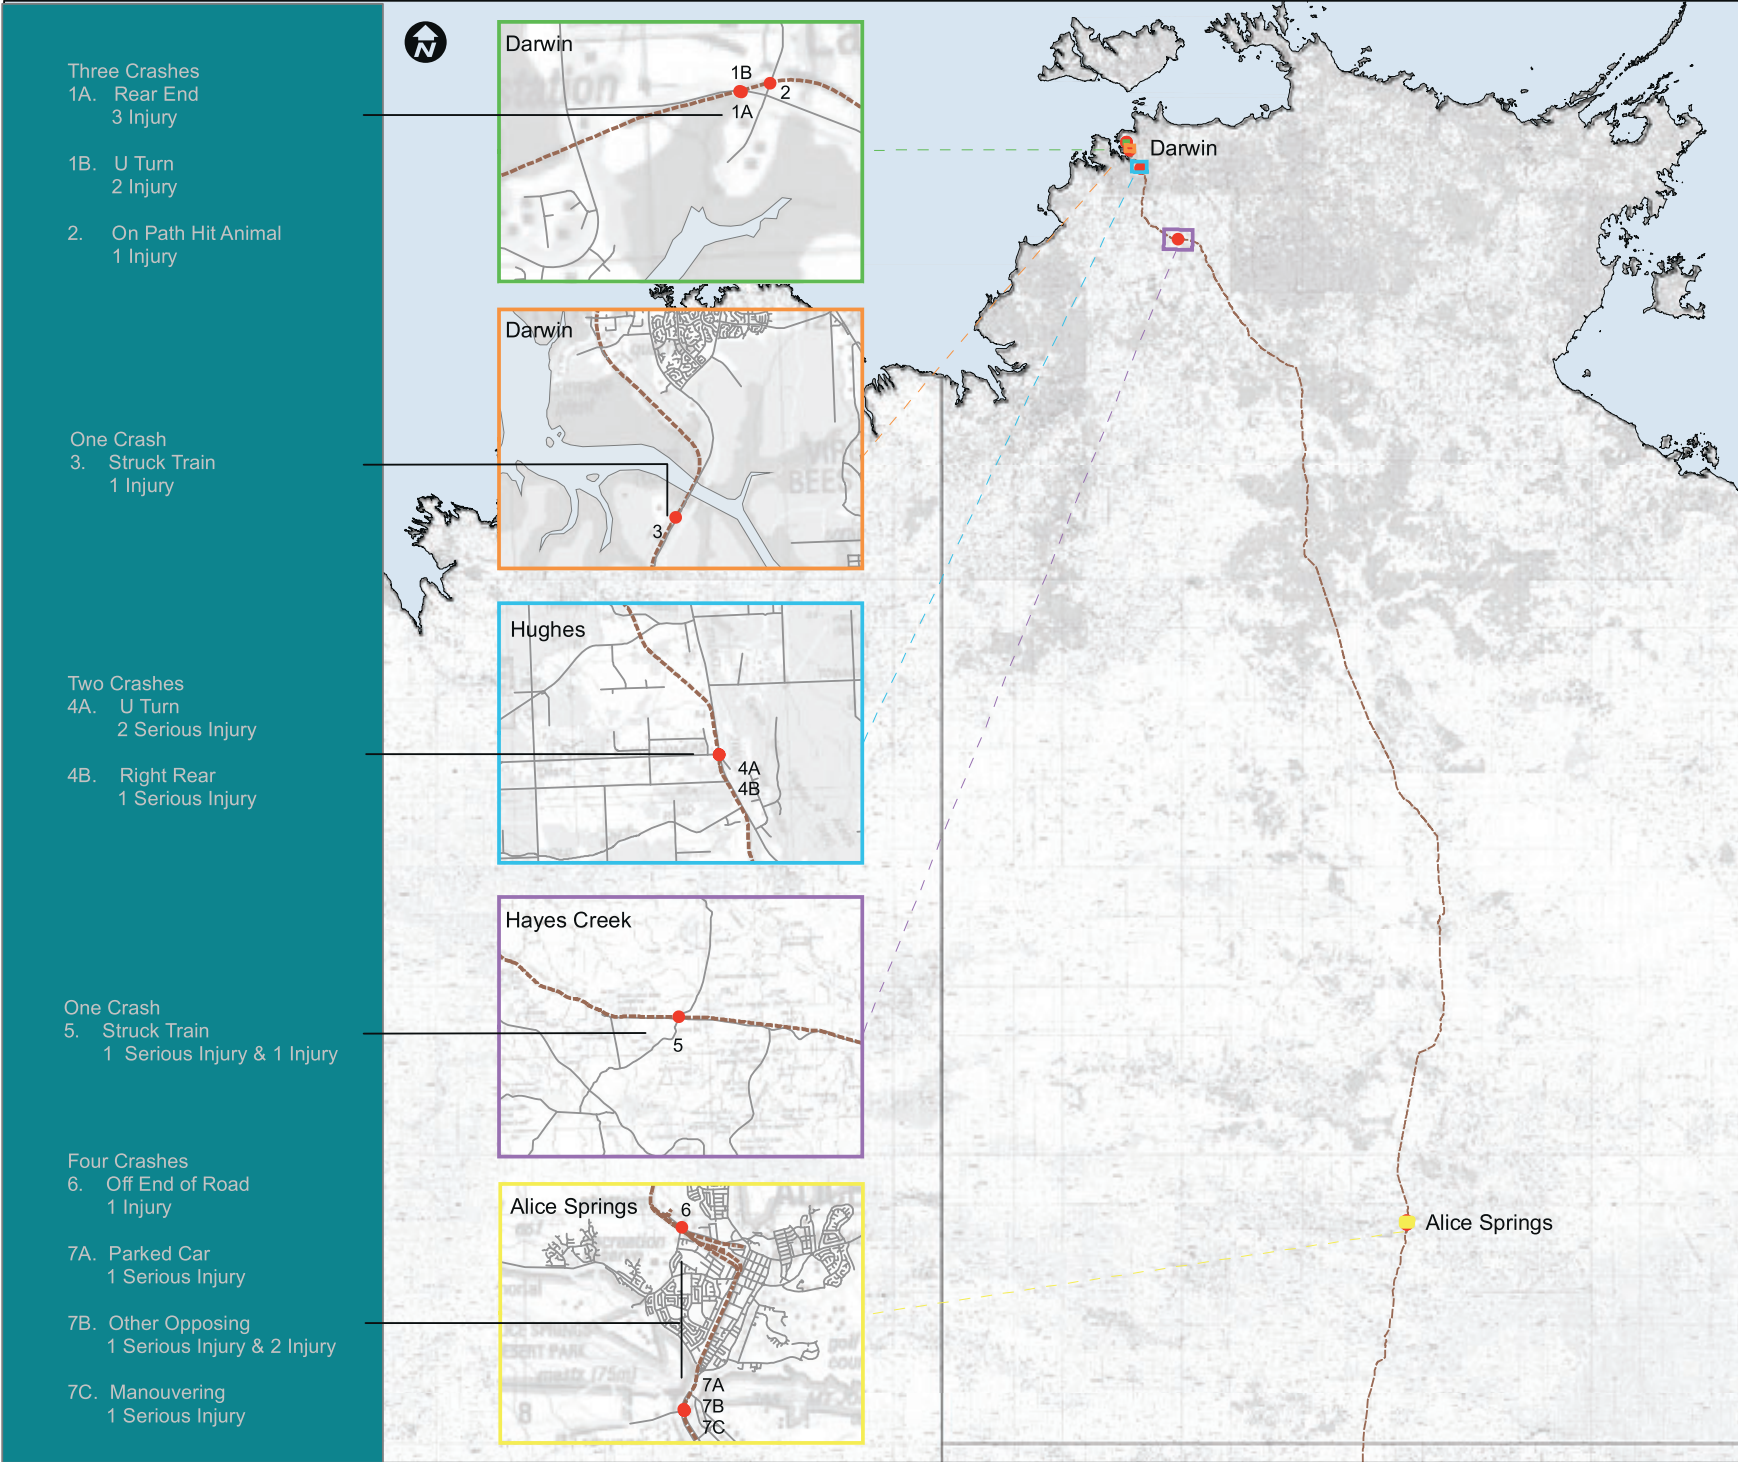 Three Crashes
1A. Rear End
3 Injury
1B. U Turn
2 Injury
2. On Path Hit Animal
1 Injury
One Crash
3. Struck Train
1 Injury
Two Crashes
4A. U Turn
2 Serious Injury
4B. Right Rear
1 Serious Injury
One Crash
5. Struck Train
1 Serious Injury & 1 Injury
Four Crashes
6. Off End of Road
1 Injury
7A. Parked Car
1 Serious Injury
7B. Other Opposing
1 Serious Injury & 2 Injury
7C. Manouvering
1 Serious Injury
N
Darwin
1B
2
1A
Darwin
3
Hughes
4A
4B
Hayes Creek
5
Alice Springs
6
7A
7B
7C
8
Darwin
Alice Springs